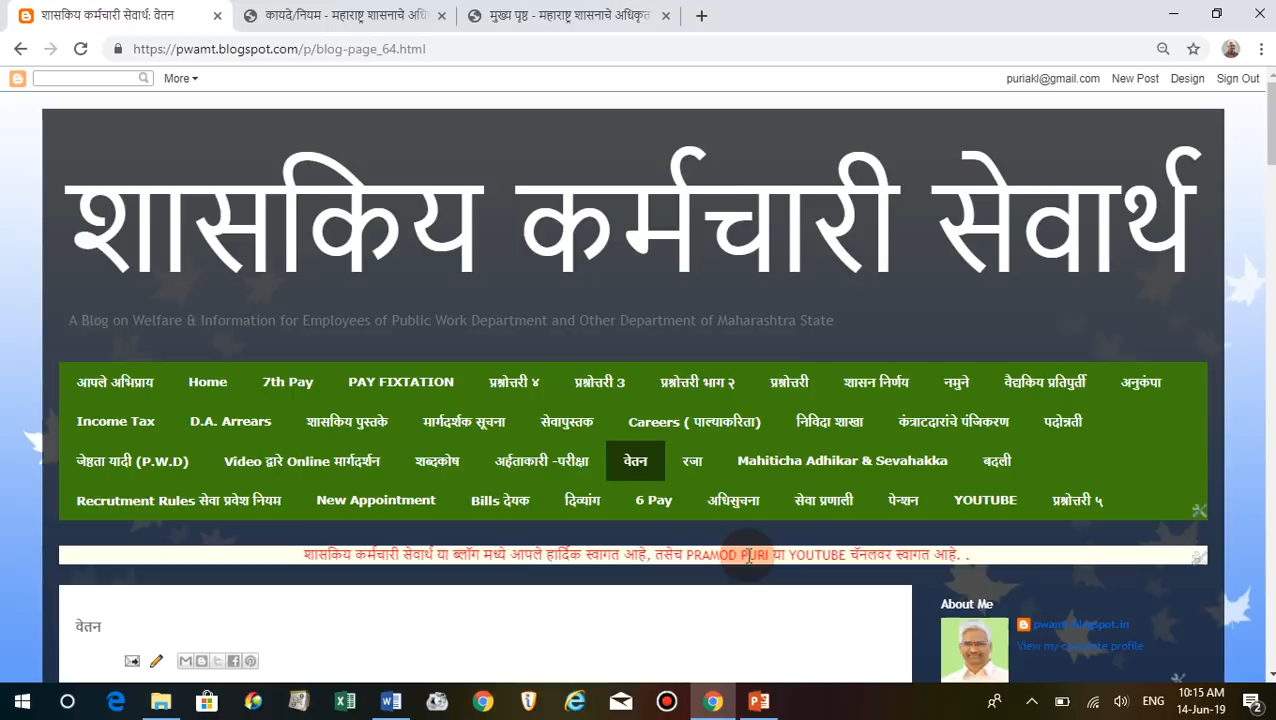 शासकिय कर्मचारी सेवार्थ: वेतन
कायदे/नियम - महाराष्ट्र शासनाचे अधि
मुख्य पृष्ठ - महाराष्ट्र शासनाचे अधिकृत
https://pwamt.blogspot.com/p/blog-page_64.html
More
puriakl@gmail.com New Post Design Sign Out
शासकिय कर्मचारी सेवार्थ
A Blog on Welfare & Information for Employees of Public Work Department and Other Department of Maharashtra State
आपले अभिप्राय Home 7th Pay PAY FIXTATION प्रश्नोत्तरी ४ प्रश्नोत्तरी 3 प्रश्नोत्तरी भाग २ प्रश्नोत्तरी शासन निर्णय नमुने वैद्यकिय प्रतिपुर्ती अनुकंपा
Income Tax D.A. Arrears शासकिय पुस्तके मार्गदर्शक सूचना सेवापुस्तक Careers ( पाल्याकरिता) निविदा शाखा कंत्राटदारांचे पंजिकरण पदोन्नती
जेष्ठता यादी (P.W.D) Video द्वारे Online मार्गदर्शन शब्दकोष अर्हताकारी -परीक्षा वेतन रजा Mahiticha Adhikar & Sevahakka बदली
Recrutment Rules सेवा प्रवेश नियम New Appointment Bills देयक दिव्यांग 6 Pay अधिसुचना सेवा प्रणाली पेन्शन YOUTUBE प्रश्नोत्तरी ५
शासकिय कर्मचारी सेवार्थ या ब्लॉग मध्ये आपले हार्दिक स्वागत आहे, तसेच PRAMOD PURI या YOUTUBE चॅनलवर स्वागत आहे. .
वेतन
About Me
pwamt.blogspot.in
View my complete profile
ENG
10:15 AM
14-Jun-19
2